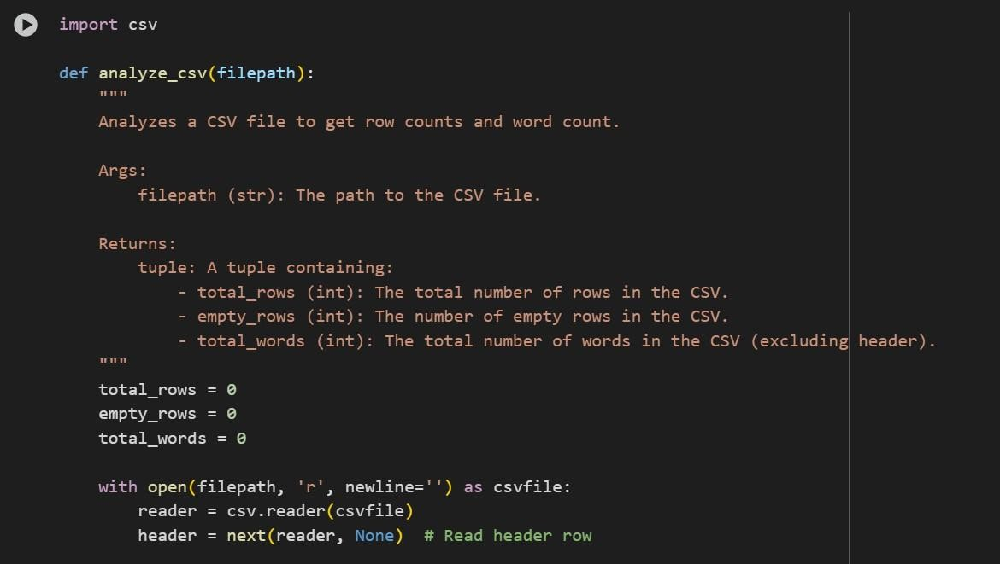 import csv
def analyze_csv(filepath):
"""
Analyzes a CSV file to get row counts and word count.
Args:
filepath (str): The path to the CSV file.
Returns:
tuple: A tuple containing:
- total_rows (int): The total number of rows in the CSV.
- empty_rows (int): The number of empty rows in the CSV.
- total_words (int): The total number of words in the CSV (excluding header).
"""
total_rows = 0
empty_rows = 0
total_words = 0
with open(filepath, 'r', newline='') as csvfile:
reader = csv.reader(csvfile)
header = next(reader, None)  # Read header row